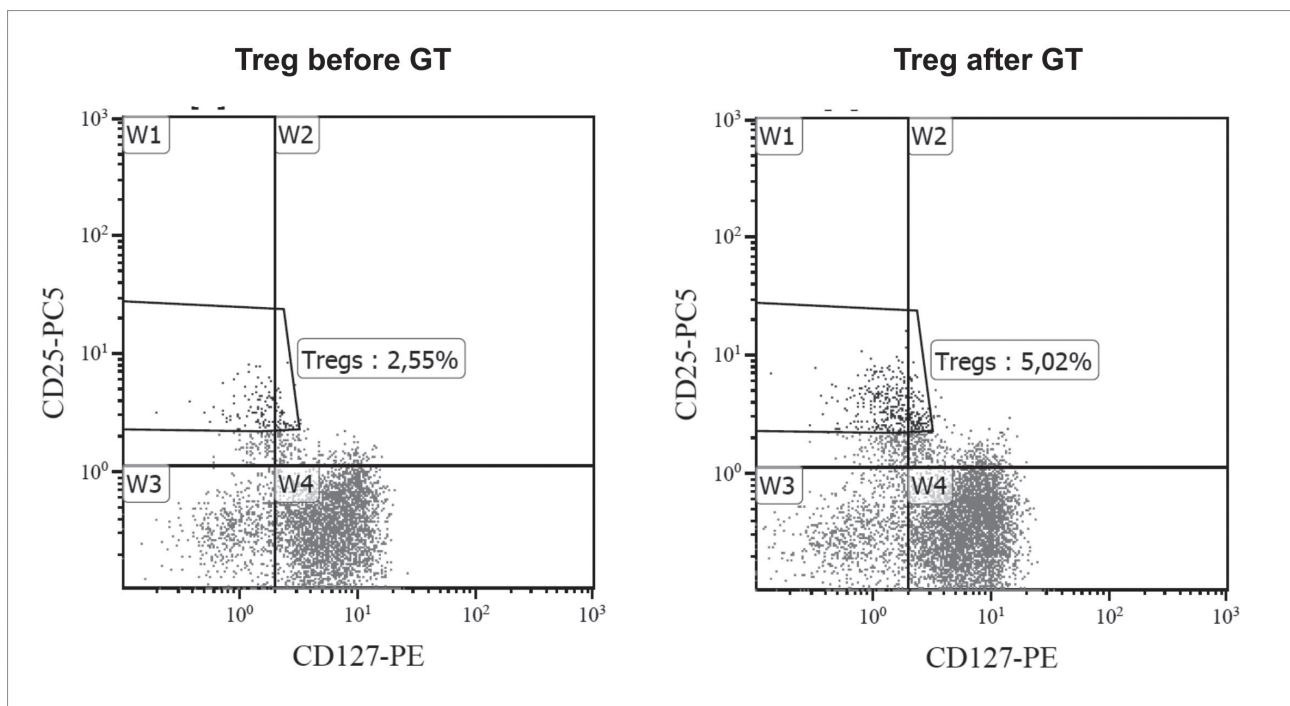 Treg before GT
10³
W1
W2
10²
CD25-PC5
10¹
Tregs : 2,55%
10⁰
W3
W4
10⁰
10¹
10²
10³
CD127-PE
Treg after GT
10³
W1
W2
10²
CD25-PC5
10¹
Tregs : 5,02%
10⁰
W3
W4
10⁰
10¹
10²
10³
CD127-PE